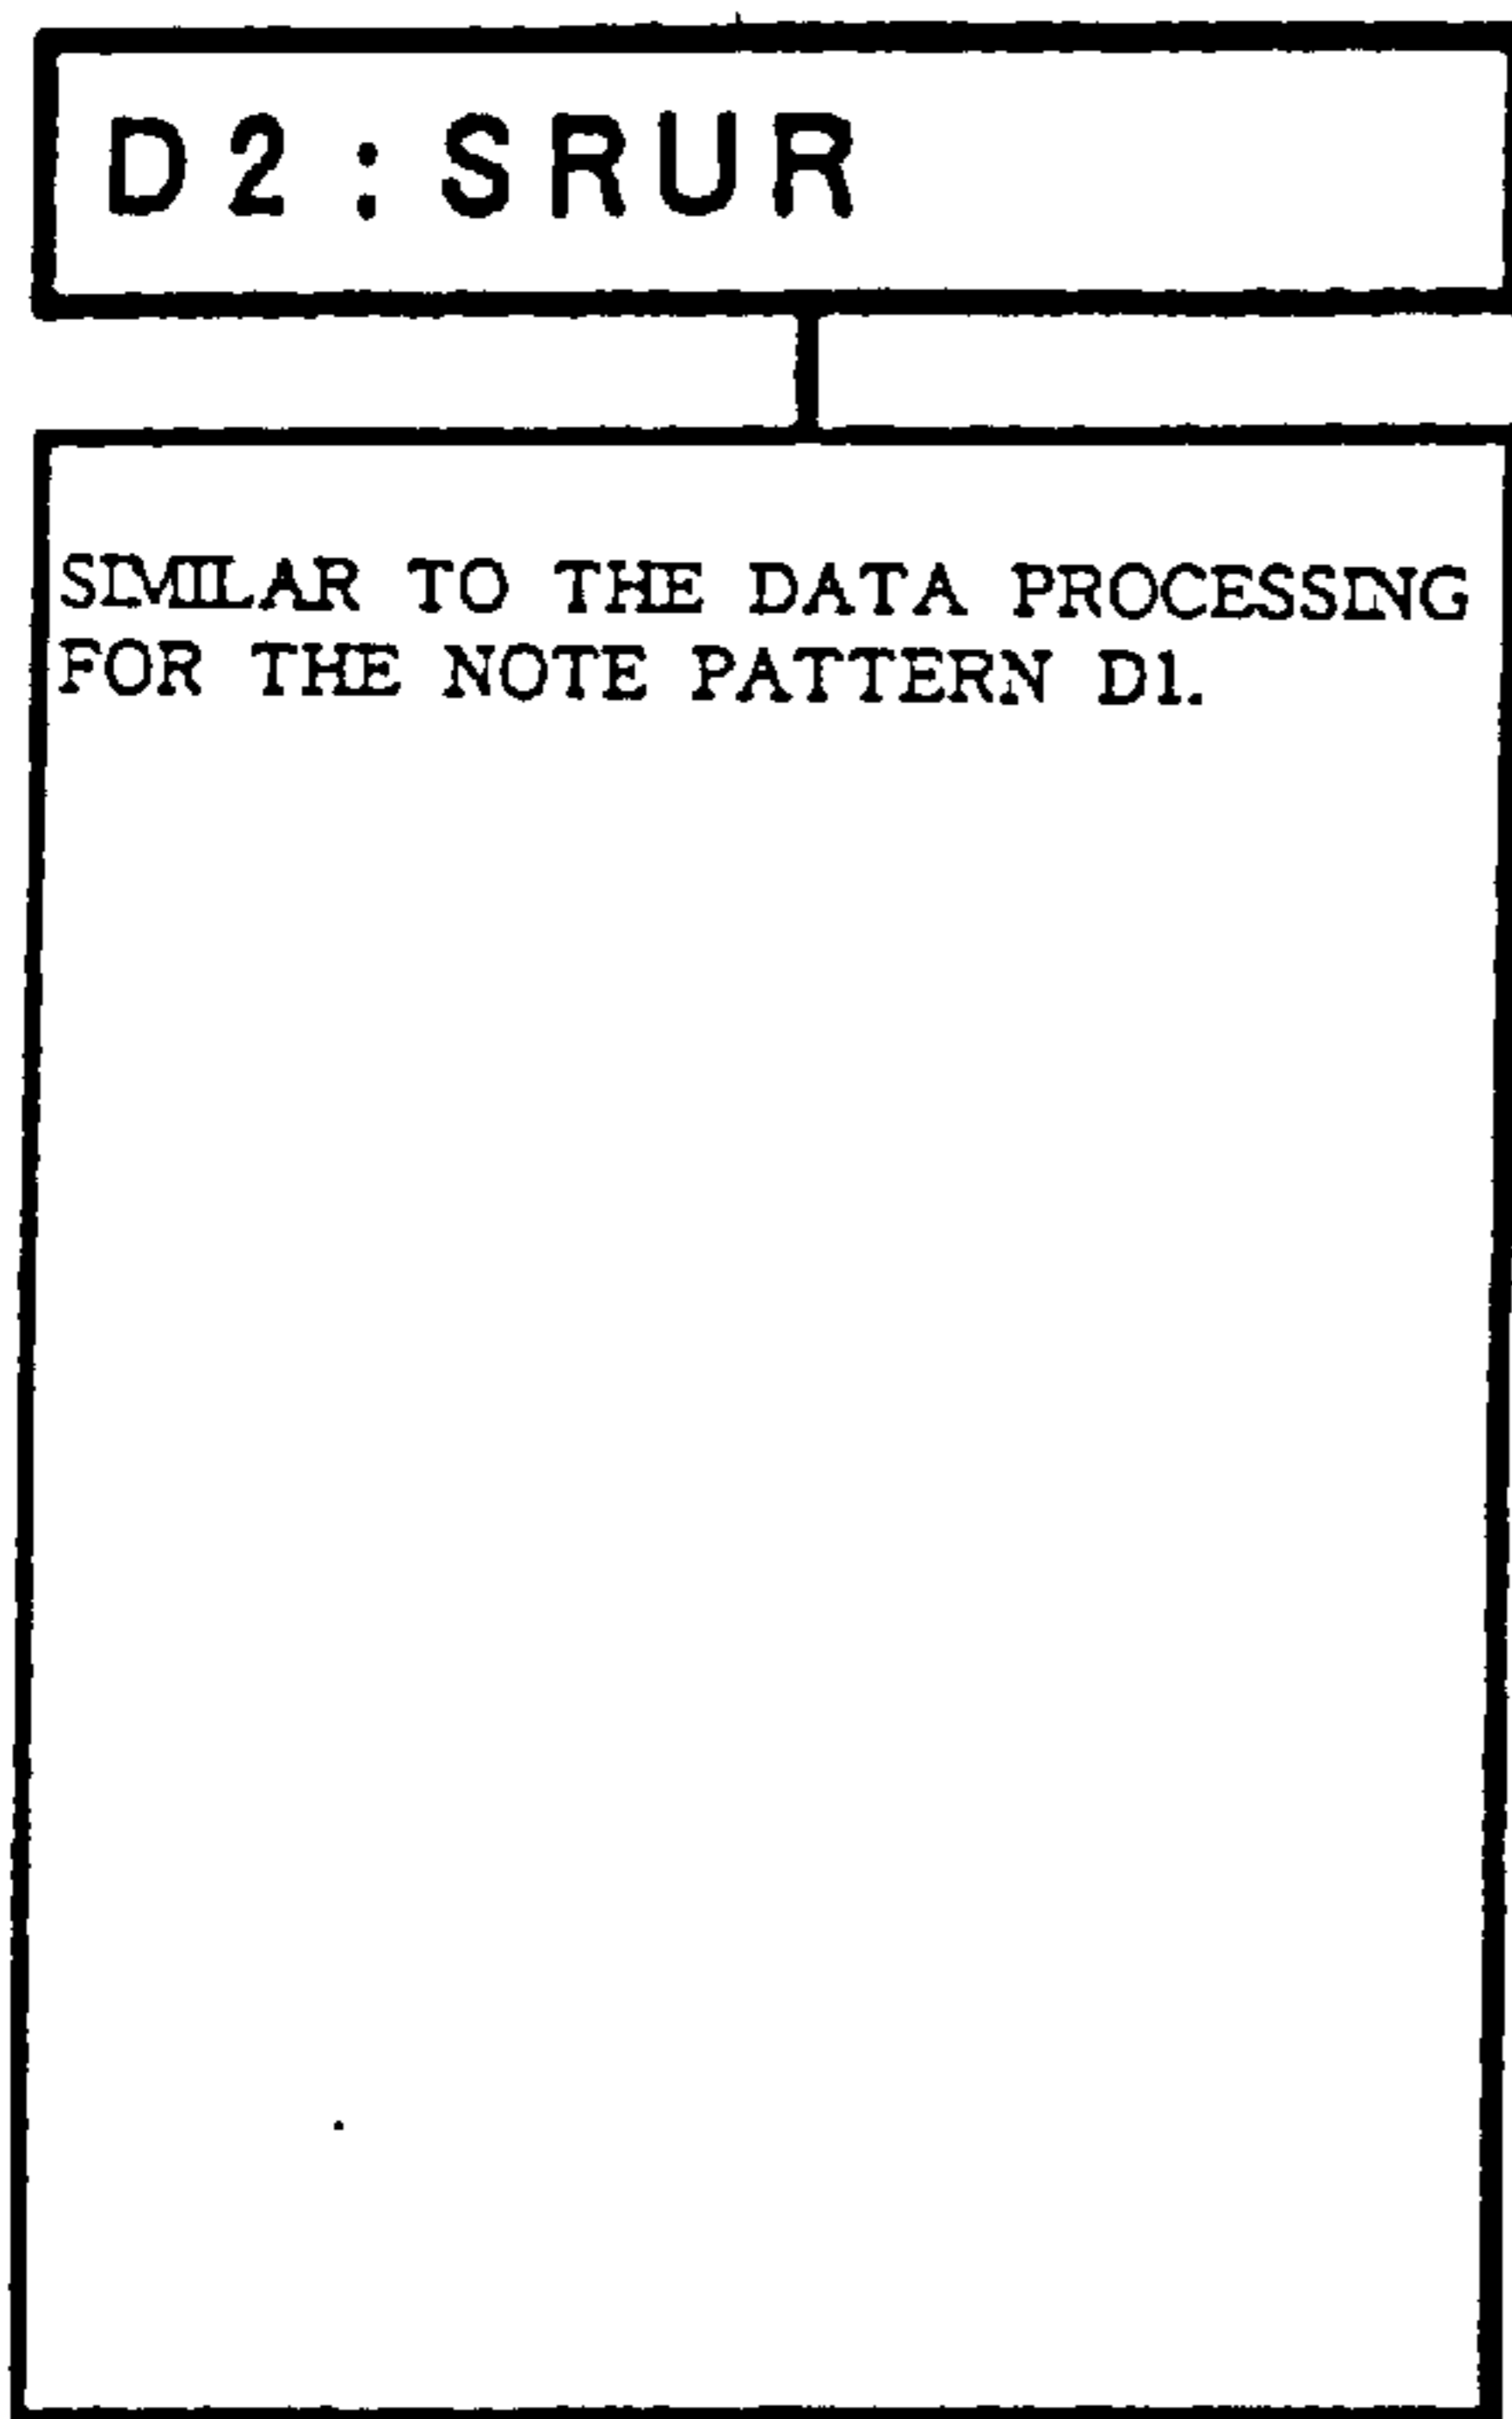 D2:SRUR
SIMILAR TO THE DATA PROCESSING
FOR THE NOTE PATTERN D1.